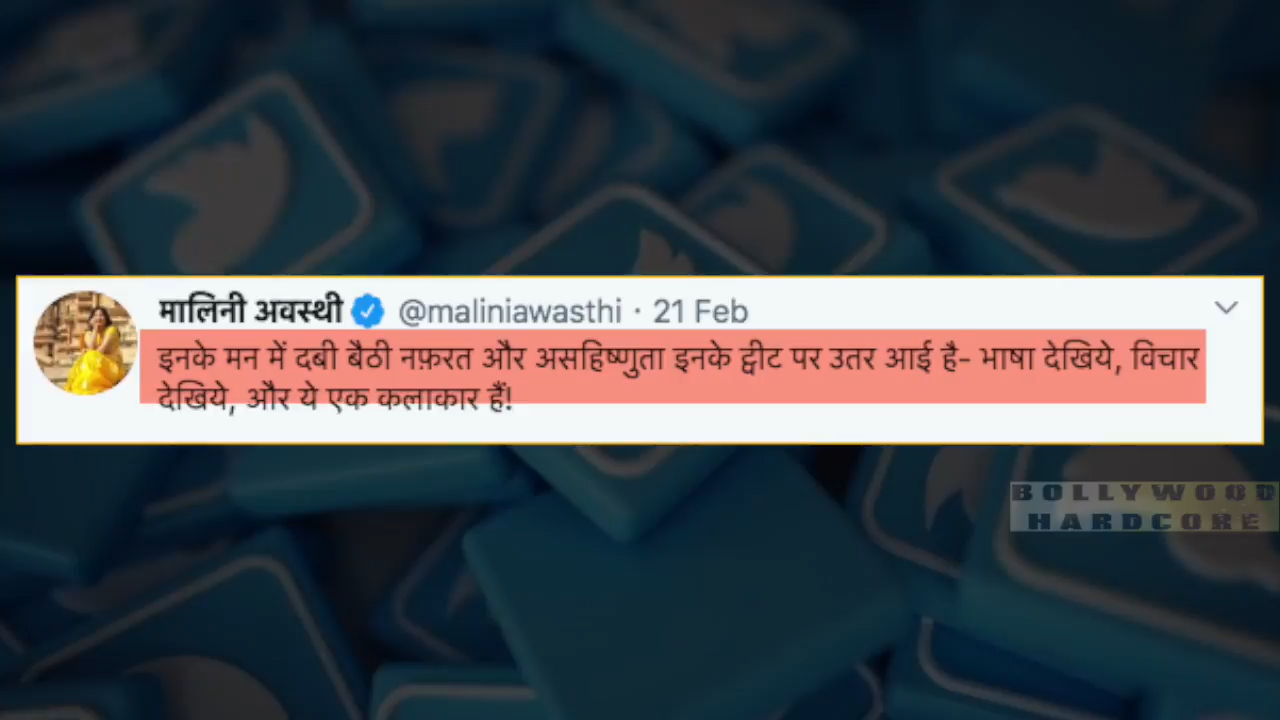 मालिनी अवस्थी @maliniawasthi · 21 Feb
इनके मन में दबी बैठी नफ़रत और असहिष्णुता इनके ट्वीट पर उतर आई है- भाषा देखिये, विचार
देखिये, और ये एक कलाकार हैं!
BOLLYWOOD
HARDCORE